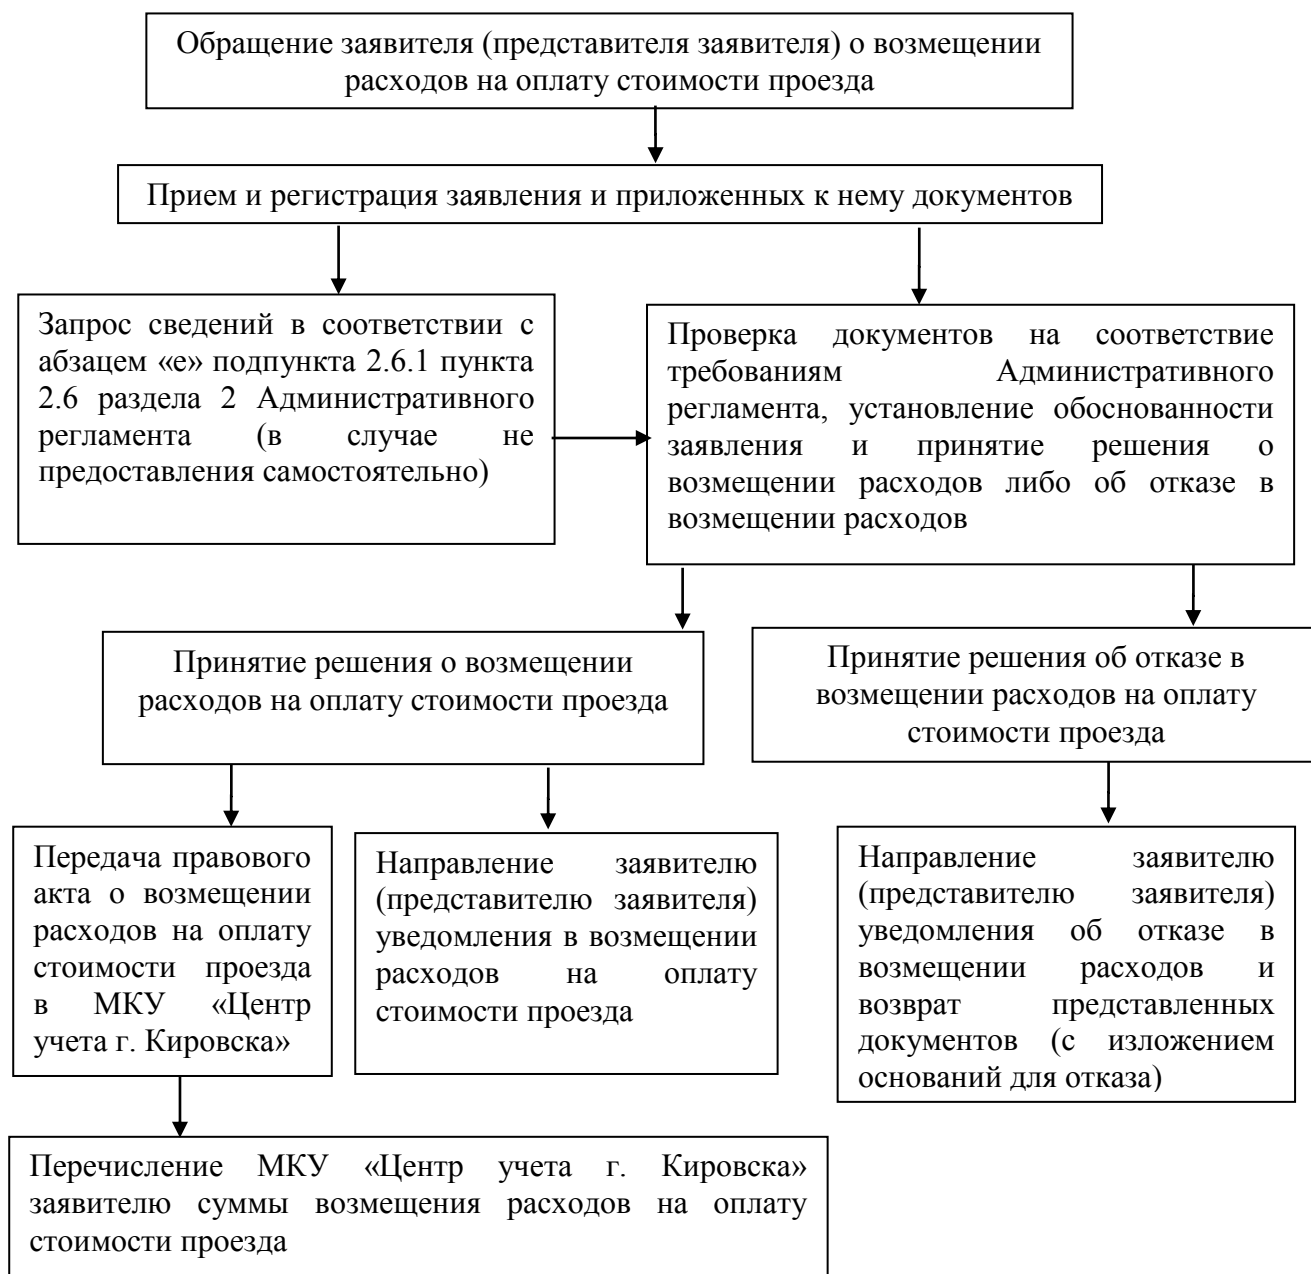 Обращение заявителя (представителя заявителя) о возмещении
расходов на оплату стоимости проезда
Прием и регистрация заявления и приложенных к нему документов
Запрос сведений в соответствии с
абзацем «е» подпункта 2.6.1 пункта
2.6 раздела 2 Административного
регламента (в случае не
предоставления самостоятельно)
Проверка документов на соответствие
требованиям Административного
регламента, установление обоснованности
заявления и принятие решения о
возмещении расходов либо об отказе в
возмещении расходов
Принятие решения о возмещении
расходов на оплату стоимости проезда
Принятие решения об отказе в
возмещении расходов на оплату
стоимости проезда
Передача правового
акта о возмещении
расходов на оплату
стоимости проезда
в МКУ «Центр
учета г. Кировска»
Направление заявителю
(представителю заявителя)
уведомления в возмещении
расходов на оплату
стоимости проезда
Направление заявителю
(представителю заявителя)
уведомления об отказе в
возмещении расходов и
возврат представленных
документов (с изложением
оснований для отказа)
Перечисление МКУ «Центр учета г. Кировска»
заявителю суммы возмещения расходов на оплату
стоимости проезда